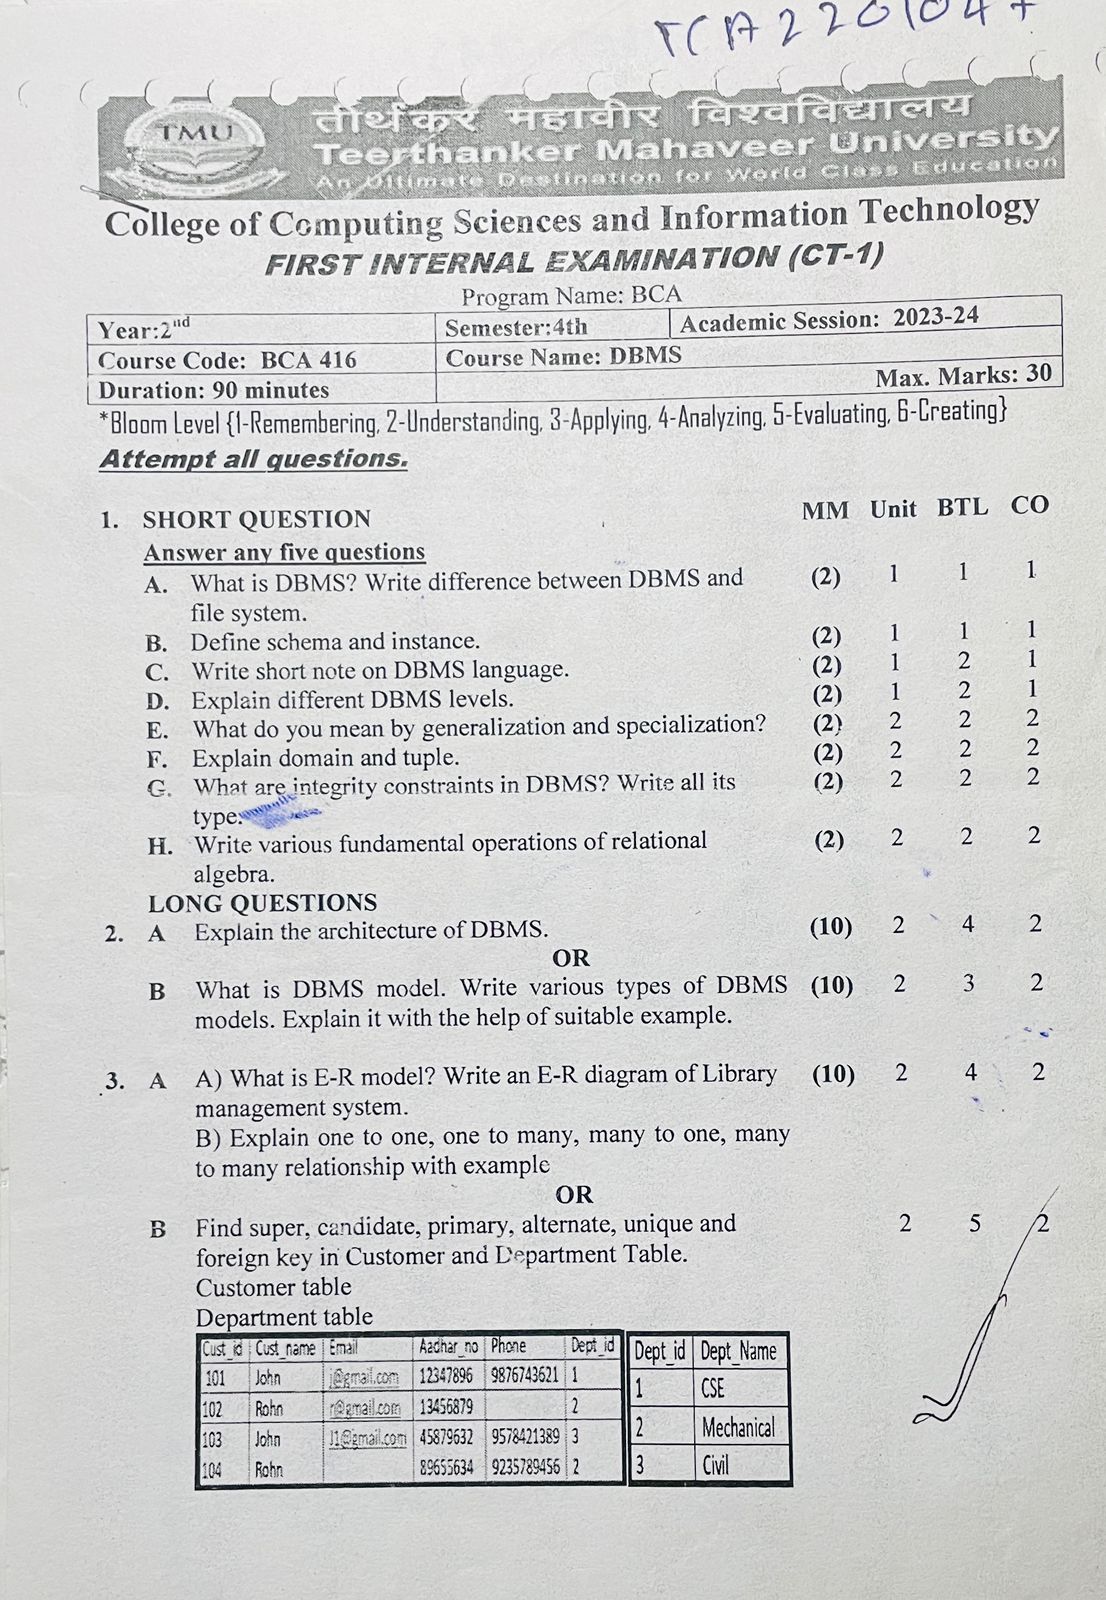 TCA220104
TMU
तीर्थंकर महावीर विश्वविद्यालय
Teerthanker Mahaveer University
An Ultimate Destination for World Class Education
College of Computing Sciences and Information Technology
FIRST INTERNAL EXAMINATION (CT-1)
Program Name: BCA
Year:2nd Semester:4th Academic Session: 2023-24
Course Code: BCA 416 Course Name: DBMS
Duration: 90 minutes Max. Marks: 30
*Bloom Level {1-Remembering, 2-Understanding, 3-Applying, 4-Analyzing, 5-Evaluating, 6-Creating}
Attempt all questions.
1. SHORT QUESTION MM Unit BTL CO
Answer any five questions
A. What is DBMS? Write difference between DBMS and (2) 1 1 1
file system.
B. Define schema and instance. (2) 1 1 1
C. Write short note on DBMS language. (2) 1 2 1
D. Explain different DBMS levels. (2) 1 2 1
E. What do you mean by generalization and specialization? (2) 2 2 2
F. Explain domain and tuple. (2) 2 2 2
G. What are integrity constraints in DBMS? Write all its (2) 2 2 2
type.
H. Write various fundamental operations of relational (2) 2 2 2
algebra.
LONG QUESTIONS
2. A Explain the architecture of DBMS. (10) 2 4 2
OR
B What is DBMS model. Write various types of DBMS (10) 2 3 2
models. Explain it with the help of suitable example.
3. A A) What is E-R model? Write an E-R diagram of Library (10) 2 4 2
management system.
B) Explain one to one, one to many, many to one, many
to many relationship with example
OR
B Find super, candidate, primary, alternate, unique and 2 5 2
foreign key in Customer and Department Table.
Customer table
Department table
Cust_id Cust_name Email Aadhar_no Phone Dept_id Dept_id Dept_Name
101 John j@gmail.com 12347896 9876743621 1 1 CSE
102 Rohn r@gmail.com 13456879 2 2 Mechanical
103 John J1@gmail.com 45879632 9578421389 3 3 Civil
104 Rohn 89655634 9235789456 2